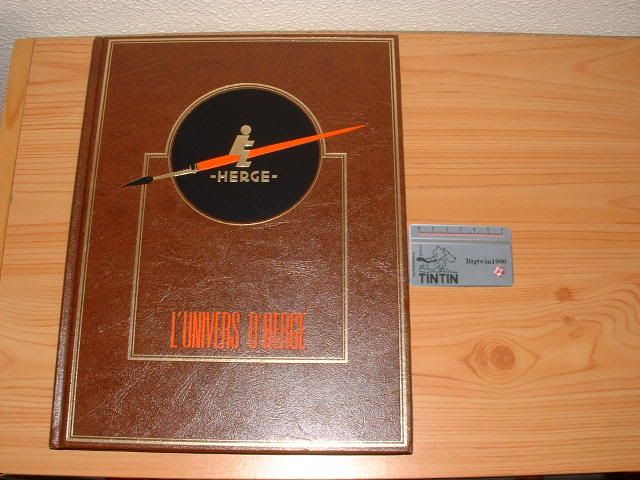 -HERGE-
L'UNIVERS D'HERGE
Bigtwin1000
TINTIN